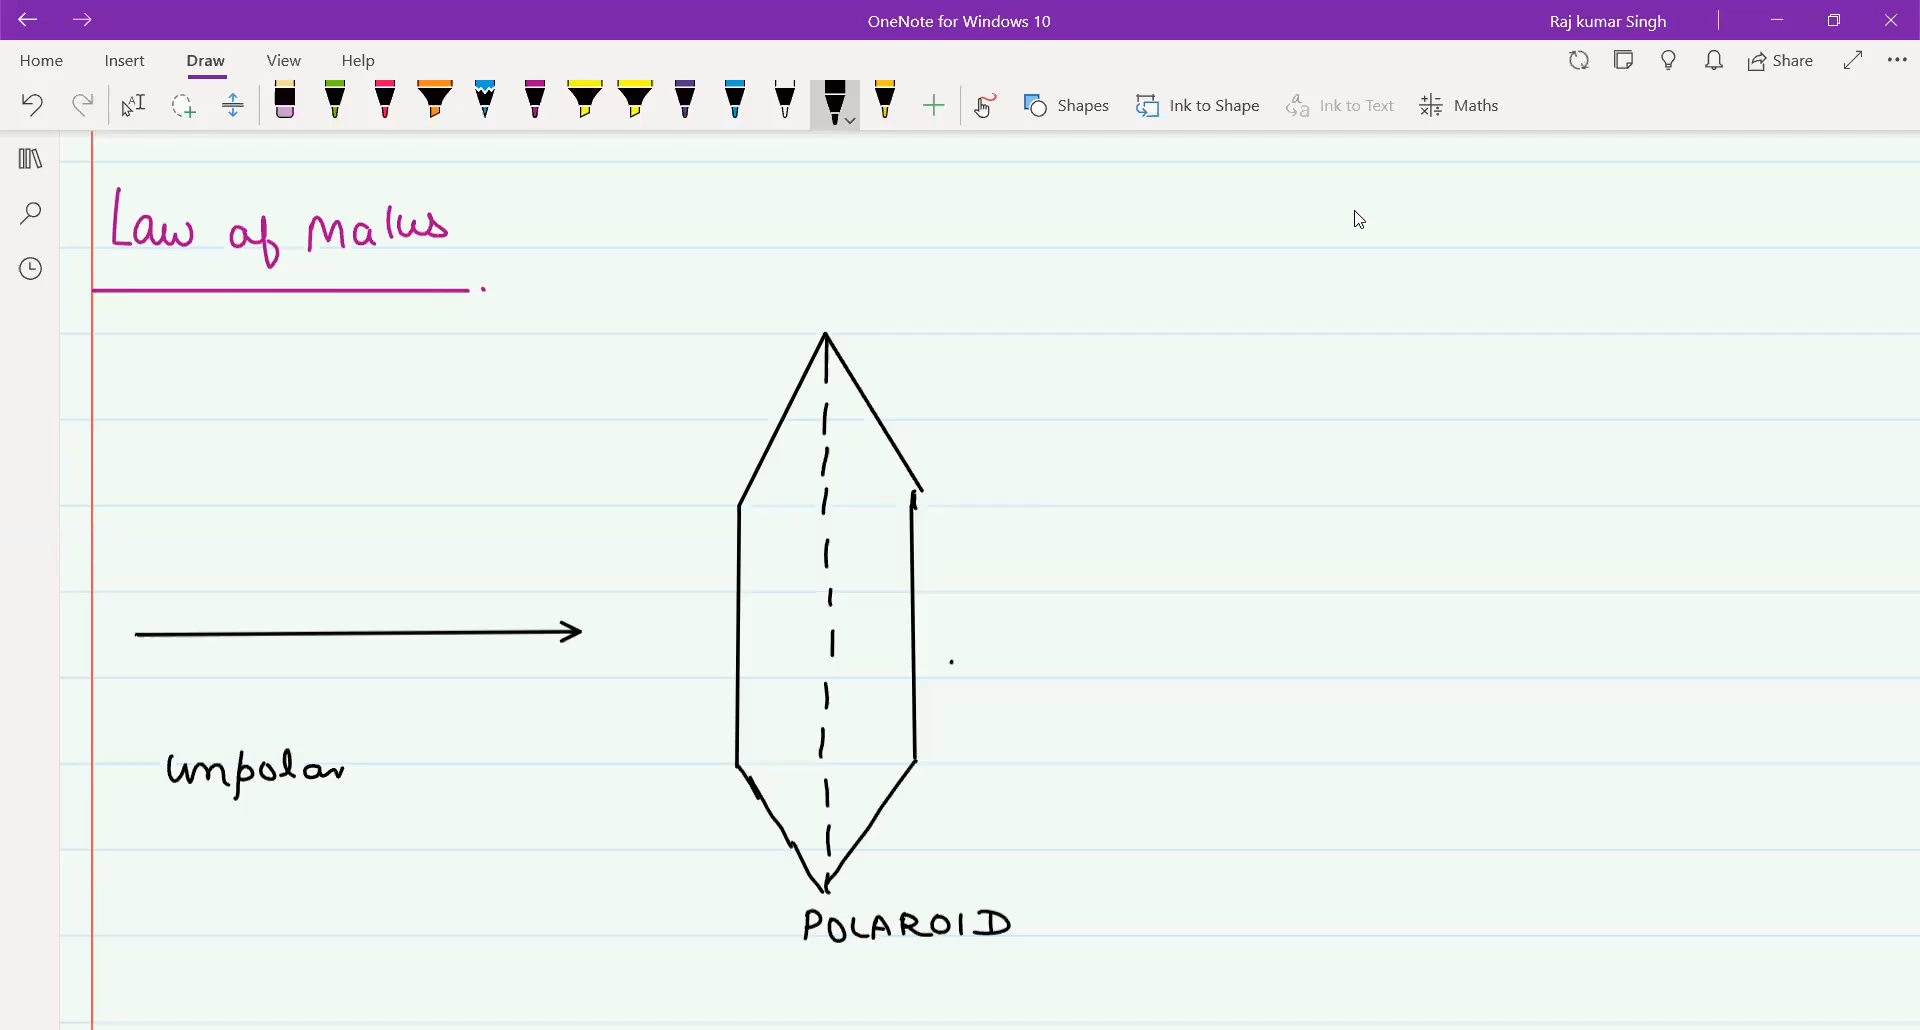 OneNote for Windows 10
Raj kumar Singh
Home Insert Draw View Help
Share
Shapes Ink to Shape Ink to Text Maths
Law of Malus
unpolar
POLAROID